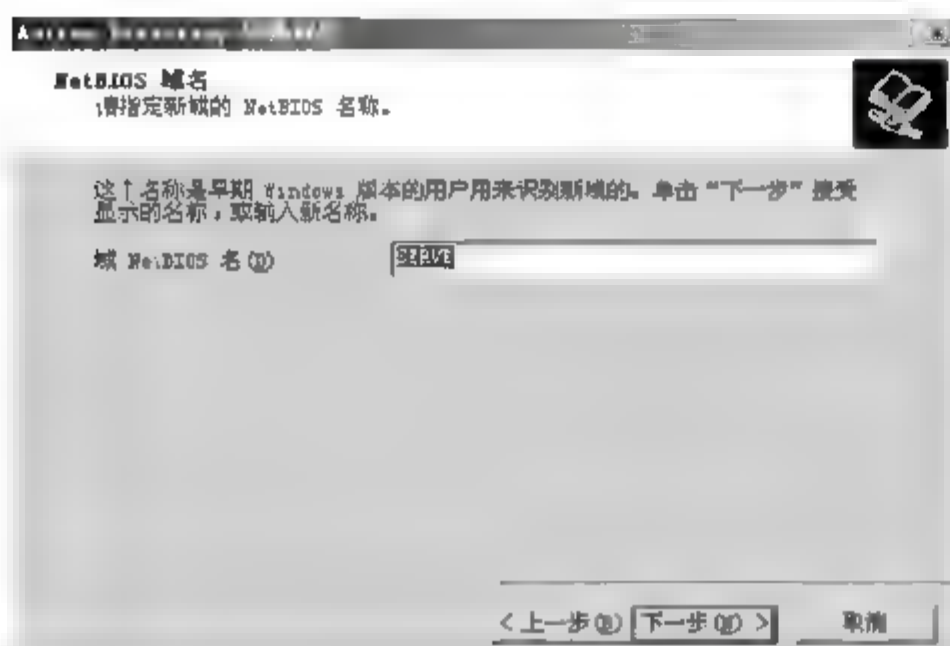 NetBIOS 域名
请指定新域的 NetBIOS 名称。
这个名称是早期 Windows 版本的用户用来识别新域的。单击“下一步”接受
显示的名称，或输入新名称。
域 NetBIOS 名(D)
SERVE
<上一步(B) 下一步(N) > 取消